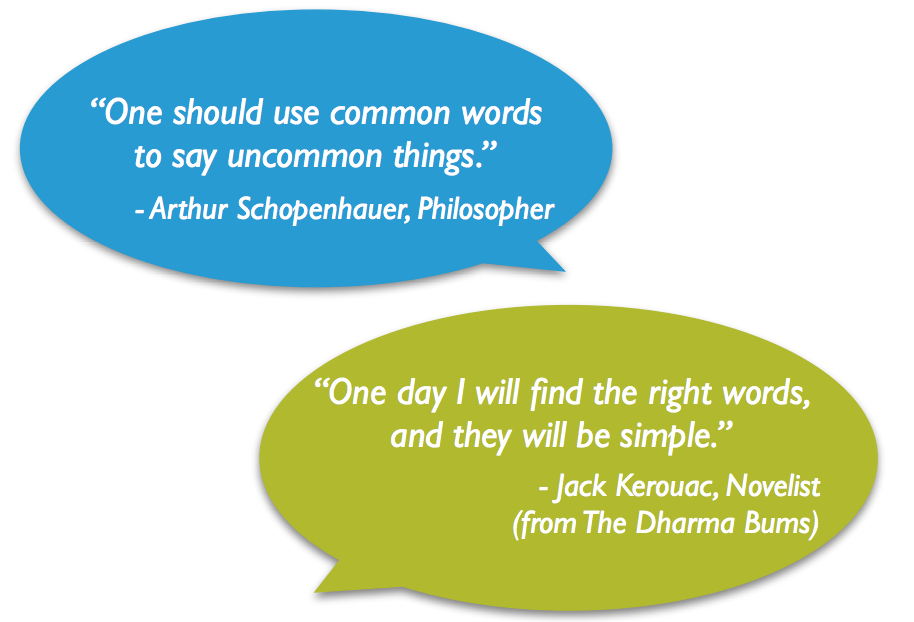 “One should use common words
to say uncommon things.”
- Arthur Schopenhauer, Philosopher
“One day I will find the right words,
and they will be simple.”
- Jack Kerouac, Novelist
(from The Dharma Bums)